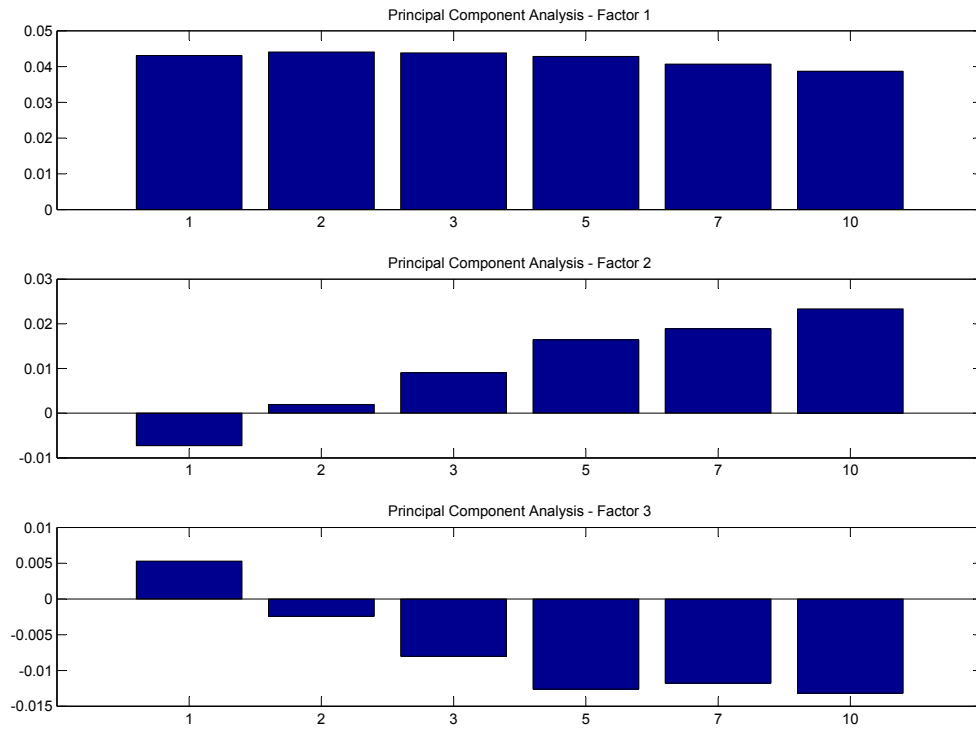 Principal Component Analysis - Factor 1
0.05
0.04
0.03
0.02
0.01
0
1 2 3 5 7 10
Principal Component Analysis - Factor 2
0.03
0.02
0.01
0
-0.01
1 2 3 5 7 10
Principal Component Analysis - Factor 3
0.01
0.005
0
-0.005
-0.01
-0.015
1 2 3 5 7 10